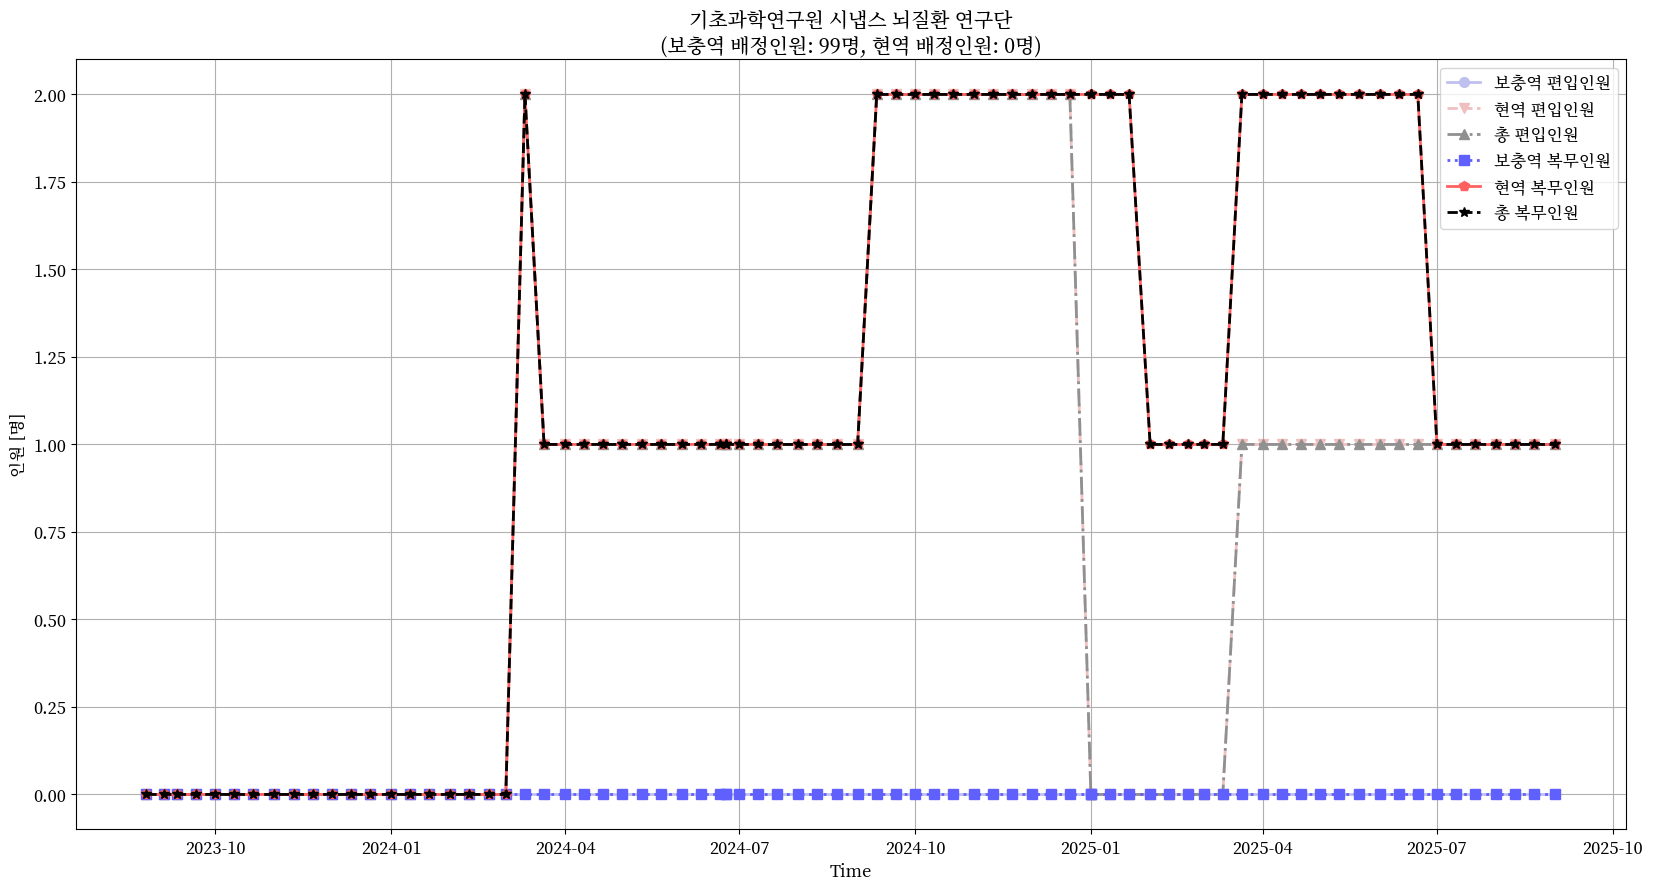 기초과학연구원 시냅스 뇌질환 연구단
(보충역 배정인원: 99명, 현역 배정인원: 0명)
2.00
1.75
1.50
1.25
1.00
0.75
0.50
0.25
0.00
인원 [명]
보충역 편입인원
현역 편입인원
총 편입인원
보충역 복무인원
현역 복무인원
총 복무인원
2023-10
2024-01
2024-04
2024-07
2024-10
2025-01
2025-04
2025-07
2025-10
Time